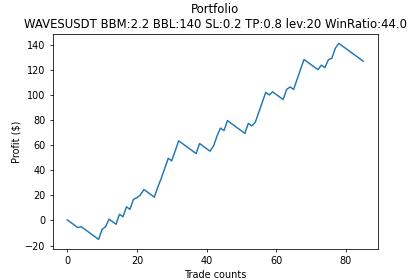 Portfolio
WAVESUSDT BBM:2.2 BBL:140 SL:0.2 TP:0.8 lev:20 WinRatio:44.0
Profit ($)
140
120
100
80
60
40
20
0
−20
0 20 40 60 80
Trade counts